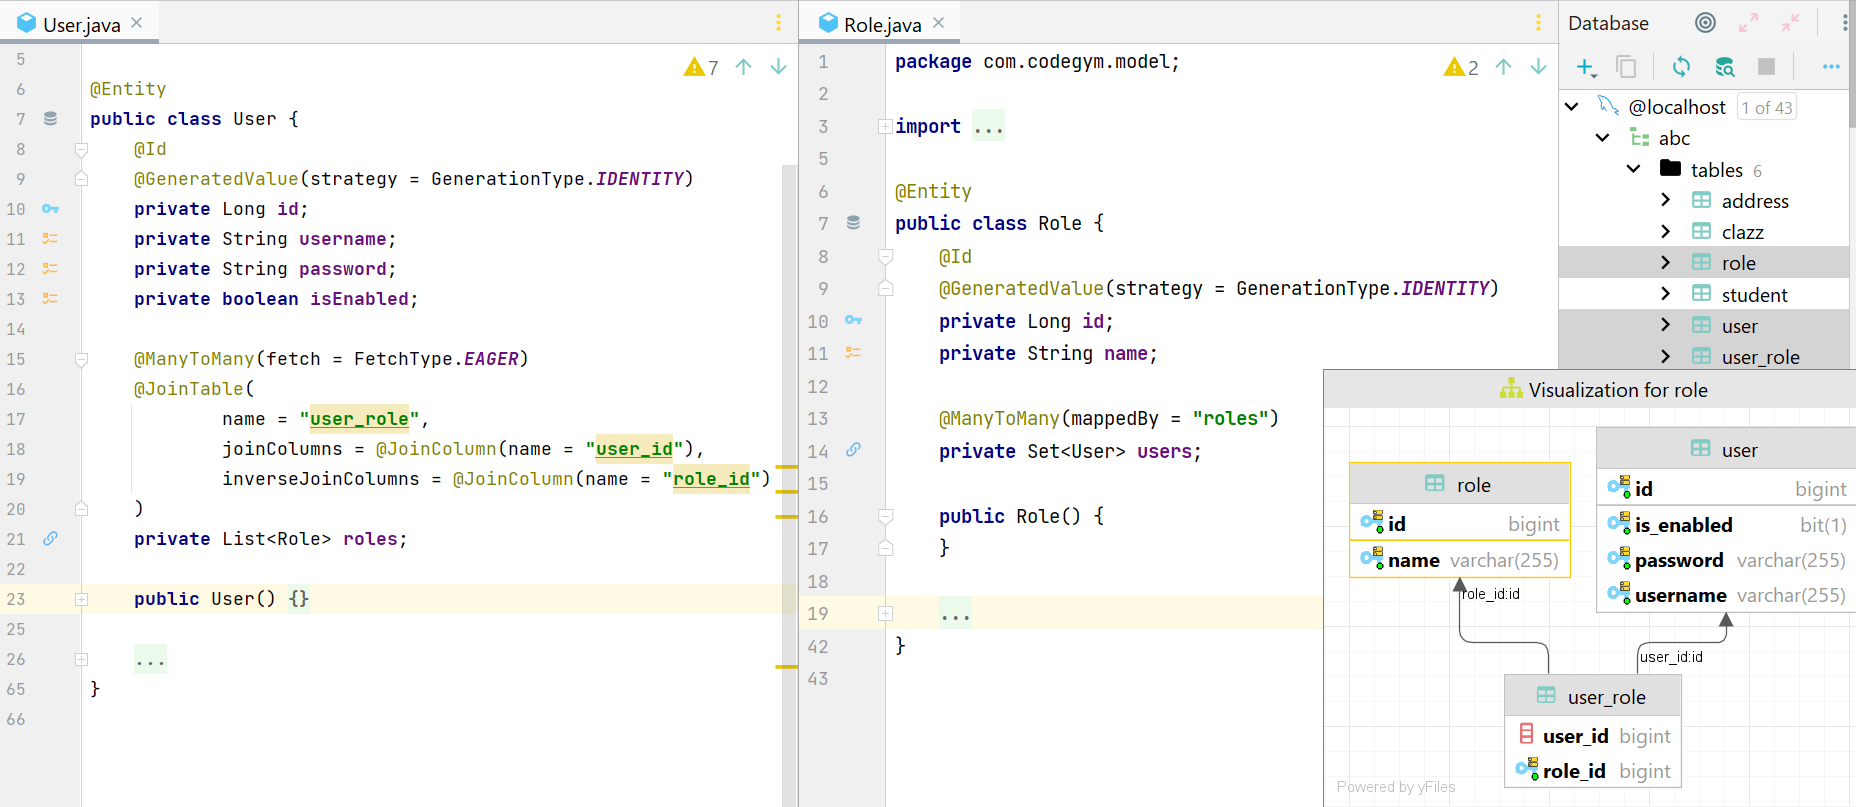 User.java
5
7
6 @Entity
7 public class User {
8 @Id
9 @GeneratedValue(strategy = GenerationType.IDENTITY)
10 private Long id;
11 private String username;
12 private String password;
13 private boolean isEnabled;
14
15 @ManyToMany(fetch = FetchType.EAGER)
16 @JoinTable(
17 name = "user_role",
18 joinColumns = @JoinColumn(name = "user_id"),
19 inverseJoinColumns = @JoinColumn(name = "role_id")
20 )
21 private List<Role> roles;
22
23 public User() {}
25
26 ...
65 }
66
Role.java
2
1 package com.codegym.model;
2
3 import ...
5
6 @Entity
7 public class Role {
8 @Id
9 @GeneratedValue(strategy = GenerationType.IDENTITY)
10 private Long id;
11 private String name;
12
13 @ManyToMany(mappedBy = "roles")
14 private Set<User> users;
15
16 public Role() {
17 }
18
19 ...
42 }
43
Database
@localhost 1 of 43
abc
tables 6
address
clazz
role
student
user
user_role
Visualization for role
role
id bigint
name varchar(255)
user
id bigint
is_enabled bit(1)
password varchar(255)
username varchar(255)
role_id:id
user_id:id
user_role
user_id bigint
role_id bigint
Powered by yFiles